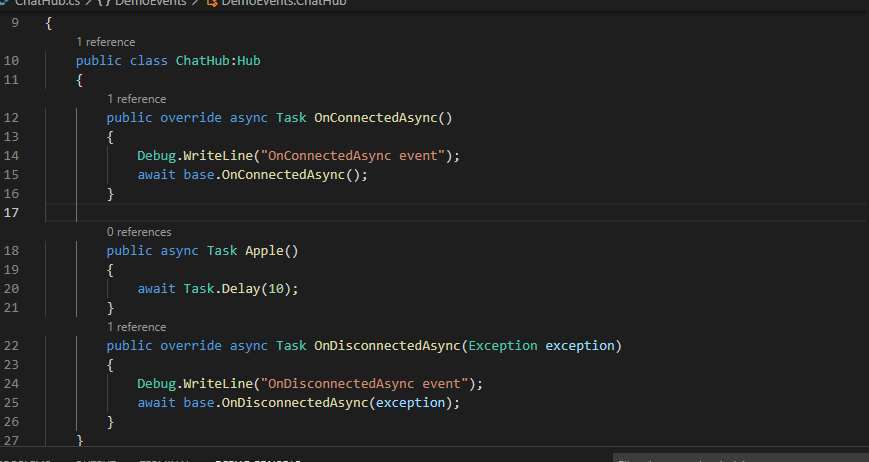 ChatHub.cs > {} DemoEvents > DemoEvents.ChatHub
9 {
1 reference
10 public class ChatHub:Hub
11 {
1 reference
12 public override async Task OnConnectedAsync()
13 {
14 Debug.WriteLine("OnConnectedAsync event");
15 await base.OnConnectedAsync();
16 }
17
0 references
18 public async Task Apple()
19 {
20 await Task.Delay(10);
21 }
1 reference
22 public override async Task OnDisconnectedAsync(Exception exception)
23 {
24 Debug.WriteLine("OnDisconnectedAsync event");
25 await base.OnDisconnectedAsync(exception);
26 }
27 }